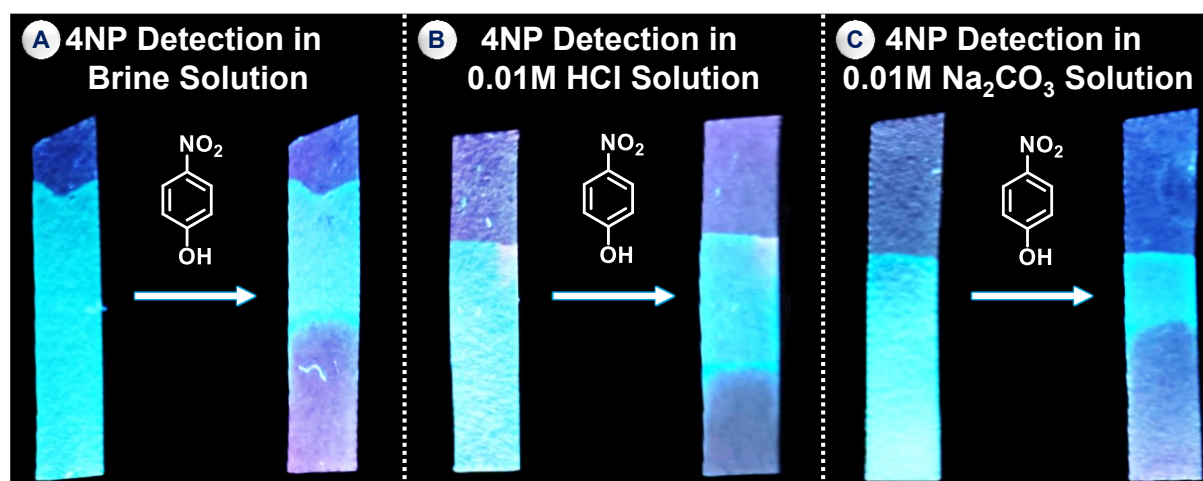 A 4NP Detection in
Brine Solution
NO₂
OH
B 4NP Detection in
0.01M HCl Solution
NO₂
OH
C 4NP Detection in
0.01M Na₂CO₃ Solution
NO₂
OH